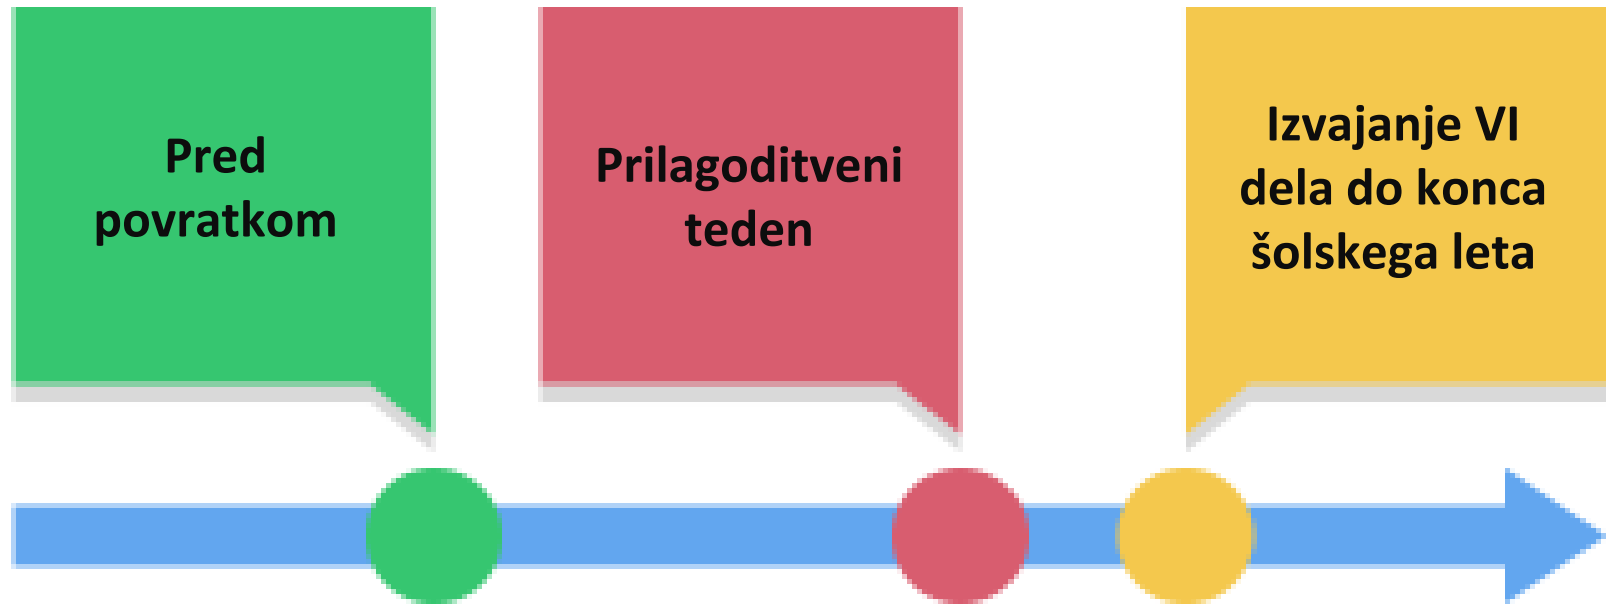 Pred
povratkom
Prilagoditveni
teden
Izvajanje VI
dela do konca
šolskega leta